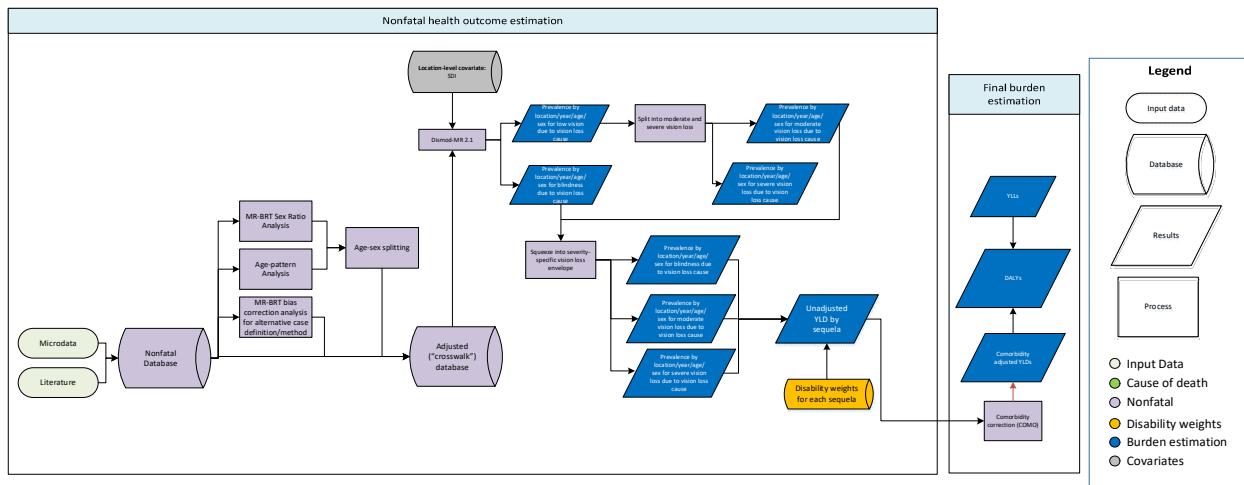 Nonfatal health outcome estimation
Location-level covariate:
SDI
Dismod-MR 2.1
Prevalence by
location/year/age/
sex for low vision
due to vision loss
cause
Split into moderate and
severe vision loss
Prevalence by
location/year/age/
sex for moderate
vision loss due to
vision loss cause
Prevalence by
location/year/age/
sex for blindness
due to vision loss
cause
Prevalence by
location/year/age/
sex for severe vision
loss due to vision loss
cause
MR-BRT Sex Ratio
Analysis
Age-pattern
Analysis
MR-BRT bias
correction analysis
for alternative case
definition/method
Age-sex splitting
Microdata
Literature
Nonfatal
Database
Adjusted
("crosswalk")
database
Squeeze into severity-
specific vision loss
envelope
Prevalence by
location/year/age/
sex for blindness due
to vision loss cause
Prevalence by
location/year/age/
sex for moderate
vision loss due to
vision loss cause
Prevalence by
location/year/age/
sex for severe vision
loss due to vision loss
cause
Unadjusted
YLD by
sequela
Disability weights
for each sequela
Final burden
estimation
YLLs
DALYs
Comorbidity
adjusted YLDs
Comorbidity
correction (COMO)
Legend
Input data
Database
Results
Process
Input Data
Cause of death
Nonfatal
Disability weights
Burden estimation
Covariates